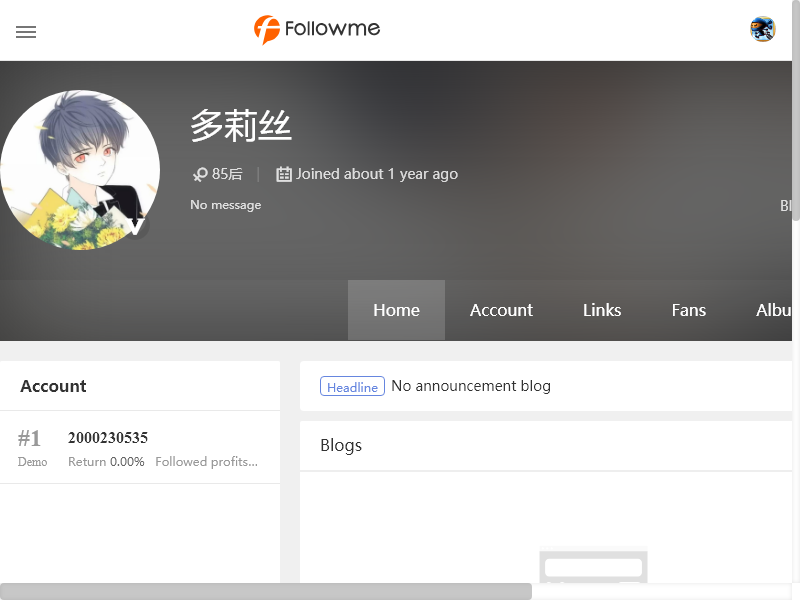 Followme
多莉丝
85后 | Joined about 1 year ago
No message
Bl
Home Account Links Fans Albu
Account
#1 2000230535
Demo Return 0.00% Followed profits...
Headline No announcement blog
Blogs